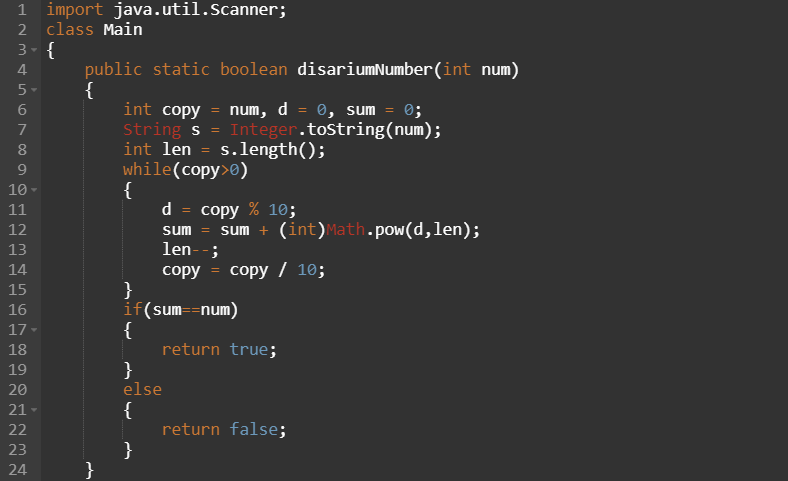 1 import java.util.Scanner;
2 class Main
3 {
4 public static boolean disariumNumber(int num)
5 {
6 int copy = num, d = 0, sum = 0;
7 String s = Integer.toString(num);
8 int len = s.length();
9 while(copy>0)
10 {
11 d = copy % 10;
12 sum = sum + (int)Math.pow(d,len);
13 len--;
14 copy = copy / 10;
15 }
16 if(sum==num)
17 {
18 return true;
19 }
20 else
21 {
22 return false;
23 }
24 }